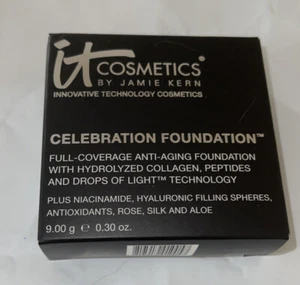 it COSMETICS®
BY JAMIE KERN
INNOVATIVE TECHNOLOGY COSMETICS
CELEBRATION FOUNDATION™
FULL-COVERAGE ANTI-AGING FOUNDATION
WITH HYDROLYZED COLLAGEN, PEPTIDES
AND DROPS OF LIGHT™ TECHNOLOGY
PLUS NIACINAMIDE, HYALURONIC FILLING SPHERES,
ANTIOXIDANTS, ROSE, SILK AND ALOE
9.00 g ℮ 0.30 oz.